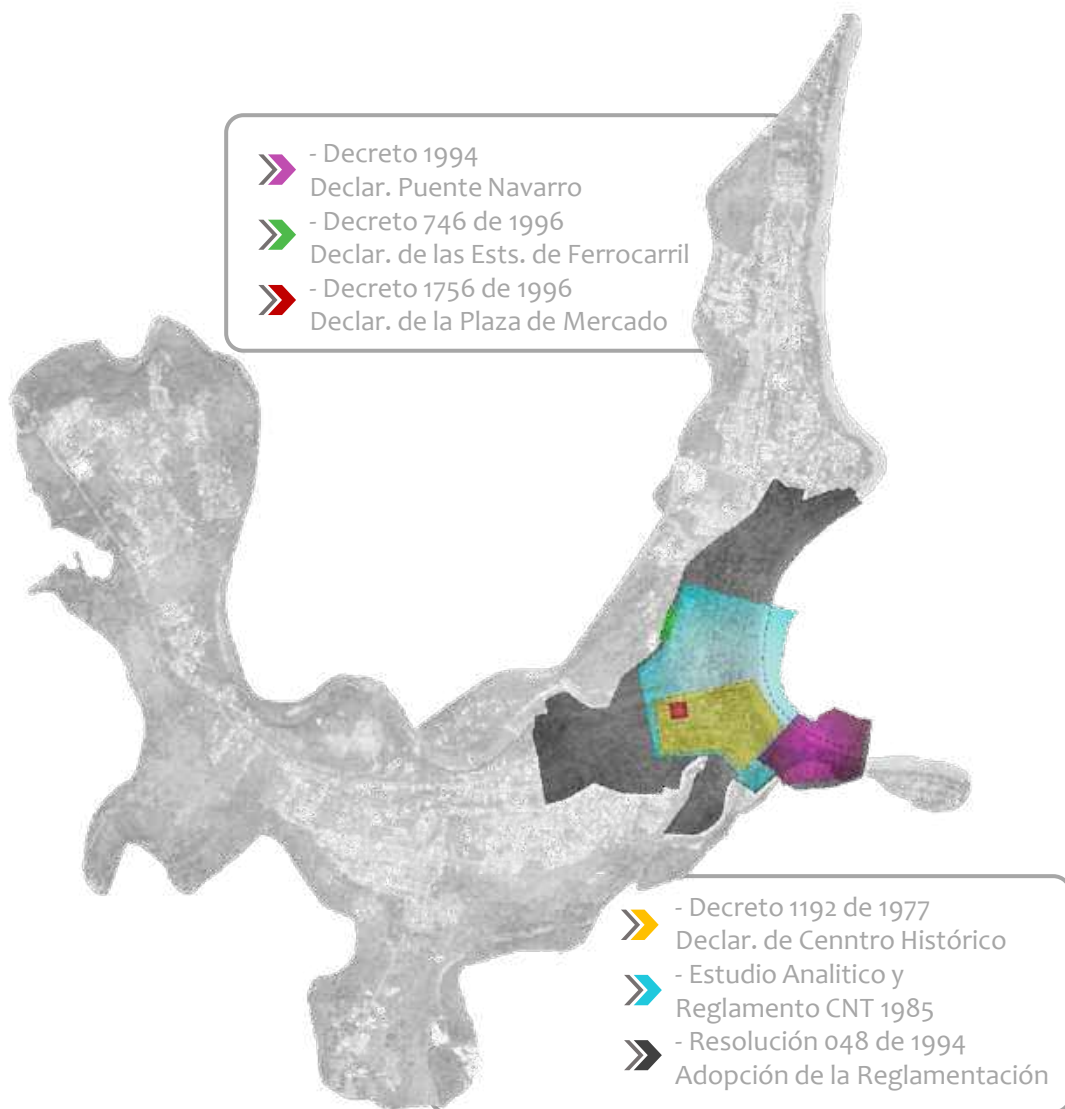 - Decreto 1994
Declar. Puente Navarro
- Decreto 746 de 1996
Declar. de las Ests. de Ferrocarril
- Decreto 1756 de 1996
Declar. de la Plaza de Mercado
- Decreto 1192 de 1977
Declar. de Cenntro Histórico
- Estudio Analitico y
Reglamento CNT 1985
- Resolución 048 de 1994
Adopción de la Reglamentación